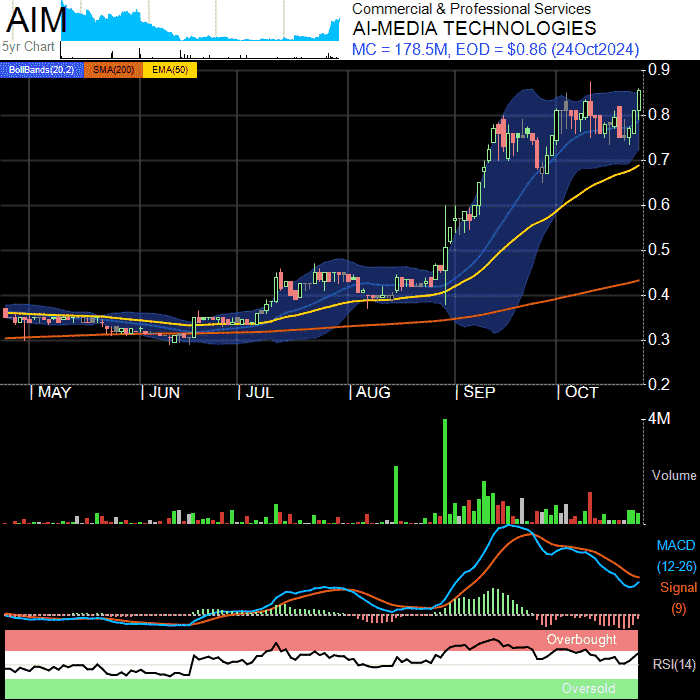 AIM
5yr Chart
Commercial & Professional Services
AI-MEDIA TECHNOLOGIES
MC = 178.5M, EOD = $0.86 (24Oct2024)
BollBands(20,2) SMA(200) EMA(50)
0.9
0.8
0.7
0.6
0.5
0.4
0.3
0.2
MAY JUN JUL AUG SEP OCT
4M
Volume
MACD
(12-26)
Signal
(9)
Overbought
RSI(14)
Oversold